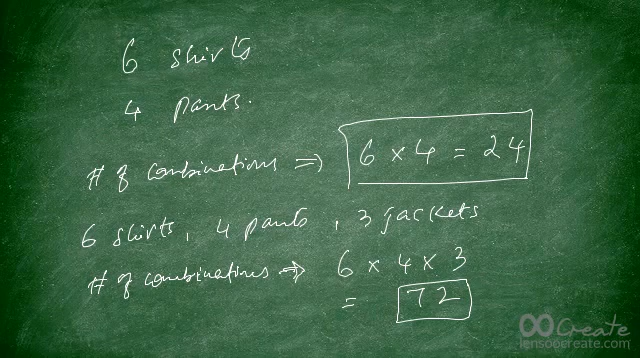 6 shirts
4 pants.
# of combinations ⇒ 6 × 4 = 24
6 shirts, 4 pants, 3 jackets
# of combinations ⇒ 6 × 4 × 3
= 72
Create
lensoocreate.com